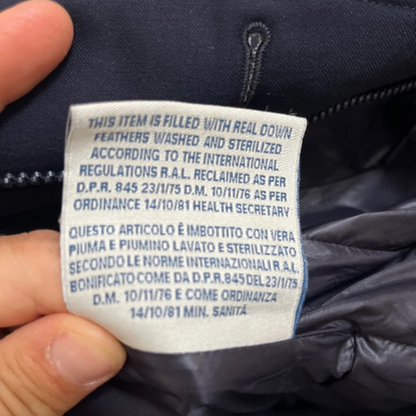 THIS ITEM IS FILLED WITH REAL DOWN
FEATHERS WASHED AND STERILIZED
ACCORDING TO THE INTERNATIONAL
REGULATIONS R.A.L. RECLAIMED AS PER
D.P.R. 845 23/1/75 D.M. 10/11/76 AS PER
ORDINANCE 14/10/81 HEALTH SECRETARY
QUESTO ARTICOLO È IMBOTTITO CON VERA
PIUMA E PIUMINO LAVATO E STERILIZZATO
SECONDO LE NORME INTERNAZIONALI R.A.L.
BONIFICATO COME DA D.P.R. 845 DEL 23/1/75
D.M. 10/11/76 E COME ORDINANZA
14/10/81 MIN. SANITÀ